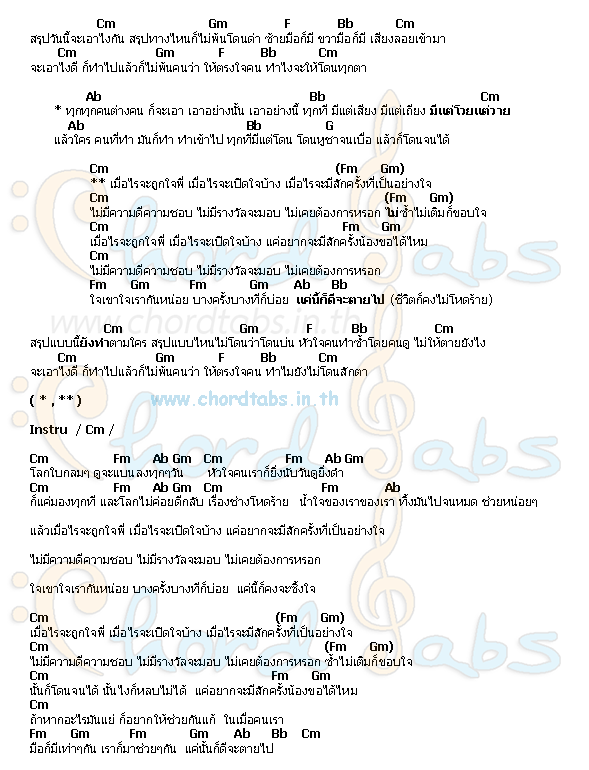 Cm Gm F Bb Cm
สรุปวันนี้จะเอาไงกัน สรุปทางไหนก็ไม่พ้นโดนด่า ซ้ายมือก็มี ขวามือก็มี เสียงลอยเข้ามา
Cm Gm F Bb Cm
จะเอาไงดี ก็ทำไปแล้วก็ไม่พ้นคนว่า ให้ตรงใจคน ทำไงจะให้โดนทุกตา
Ab Bb Cm
* ทุกทุกคนต่างคน ก็จะเอา เอาอย่างนั้น เอาอย่างนี้ ทุกที มีแต่เสียง มีแต่เถียง มีแต่โวยแต่วาย
Ab Bb G
แล้วใคร คนที่ทำ มันก็ทำ ทำเข้าไป ทุกที่มีแต่โดน โดนหูชาจนเบื่อ แล้วก็โดนจนได้
Cm (Fm Gm)
** เมื่อไรจะถูกใจพี่ เมื่อไรจะเปิดใจบ้าง เมื่อไรจะมีสักครั้งที่เป็นอย่างใจ
Cm (Fm Gm)
ไม่มีความดีความชอบ ไม่มีรางวัลจะมอบ ไม่เคยต้องการหรอก ไม่ซ้ำไม่เติมก็ขอบใจ
Cm Fm Gm
เมื่อไรจะถูกใจพี่ เมื่อไรจะเปิดใจบ้าง แค่อยากจะมีสักครั้งน้องขอได้ไหม
Cm
ไม่มีความดีความชอบ ไม่มีรางวัลจะมอบ ไม่เคยต้องการหรอก
Fm Gm Fm Gm Ab Bb
ใจเขาใจเรากันหน่อย บางครั้งบางทีก็บ่อย แค่นี้ก็ดีจะตายไป (ชีวิตก็คงไม่โหดร้าย)
www.chordtabs.in.th
Cm Gm F Bb Cm
สรุปแบบนี้ยังทำตามใคร สรุปแบบไหนไม่โดนว่าโดนบ่น หัวใจคนทำซ้ำโดยคนดู ไม่ให้ตายยังไง
Cm Gm F Bb Cm
จะเอาไงดี ก็ทำไปแล้วก็ไม่พ้นคนว่า ให้ตรงใจคน ทำไมยังไม่โดนสักตา
( * , ** ) www.chordtabs.in.th
Instru / Cm /
Cm Fm Ab Gm Cm Fm Ab Gm
โลกใบกลมๆ ดูจะแบนลงทุกๆวัน หัวใจคนเราก็ยิ่งนับวันดูยิ่งดำ
Cm Fm Ab Gm Cm Fm Ab
ก็แค่มองทุกที และโลกไม่ค่อยดีกลับ เรื่องช่างโหดร้าย น้ำใจของเราของเรา ทิ้งมันไปจนหมด ช่วยหน่อยๆ
แล้วเมื่อไรจะถูกใจพี่ เมื่อไรจะเปิดใจบ้าง แค่อยากจะมีสักครั้งที่เป็นอย่างใจ
ไม่มีความดีความชอบ ไม่มีรางวัลจะมอบ ไม่เคยต้องการหรอก
ใจเขาใจเรากันหน่อย บางครั้งบางทีก็บ่อย แค่นี้ก็คงจะซึ้งใจ
Cm (Fm Gm)
เมื่อไรจะถูกใจพี่ เมื่อไรจะเปิดใจบ้าง เมื่อไรจะมีสักครั้งที่เป็นอย่างใจ
Cm (Fm Gm)
ไม่มีความดีความชอบ ไม่มีรางวัลจะมอบ ไม่เคยต้องการหรอก ซ้ำไม่เติมก็ขอบใจ
Cm Fm Gm
นั้นก็โดนจนได้ นั้นไงก็หลบไม่ได้ แค่อยากจะมีสักครั้งน้องขอได้ไหม
Cm
ถ้าหากอะไรมันแย่ ก็อยากให้ช่วยกันแก้ ในเมื่อคนเรา
Fm Gm Fm Gm Ab Bb Cm
มือก็มีเท่าๆกัน เราก็มาช่วยๆกัน แค่นั้นก็ดีจะตายไป